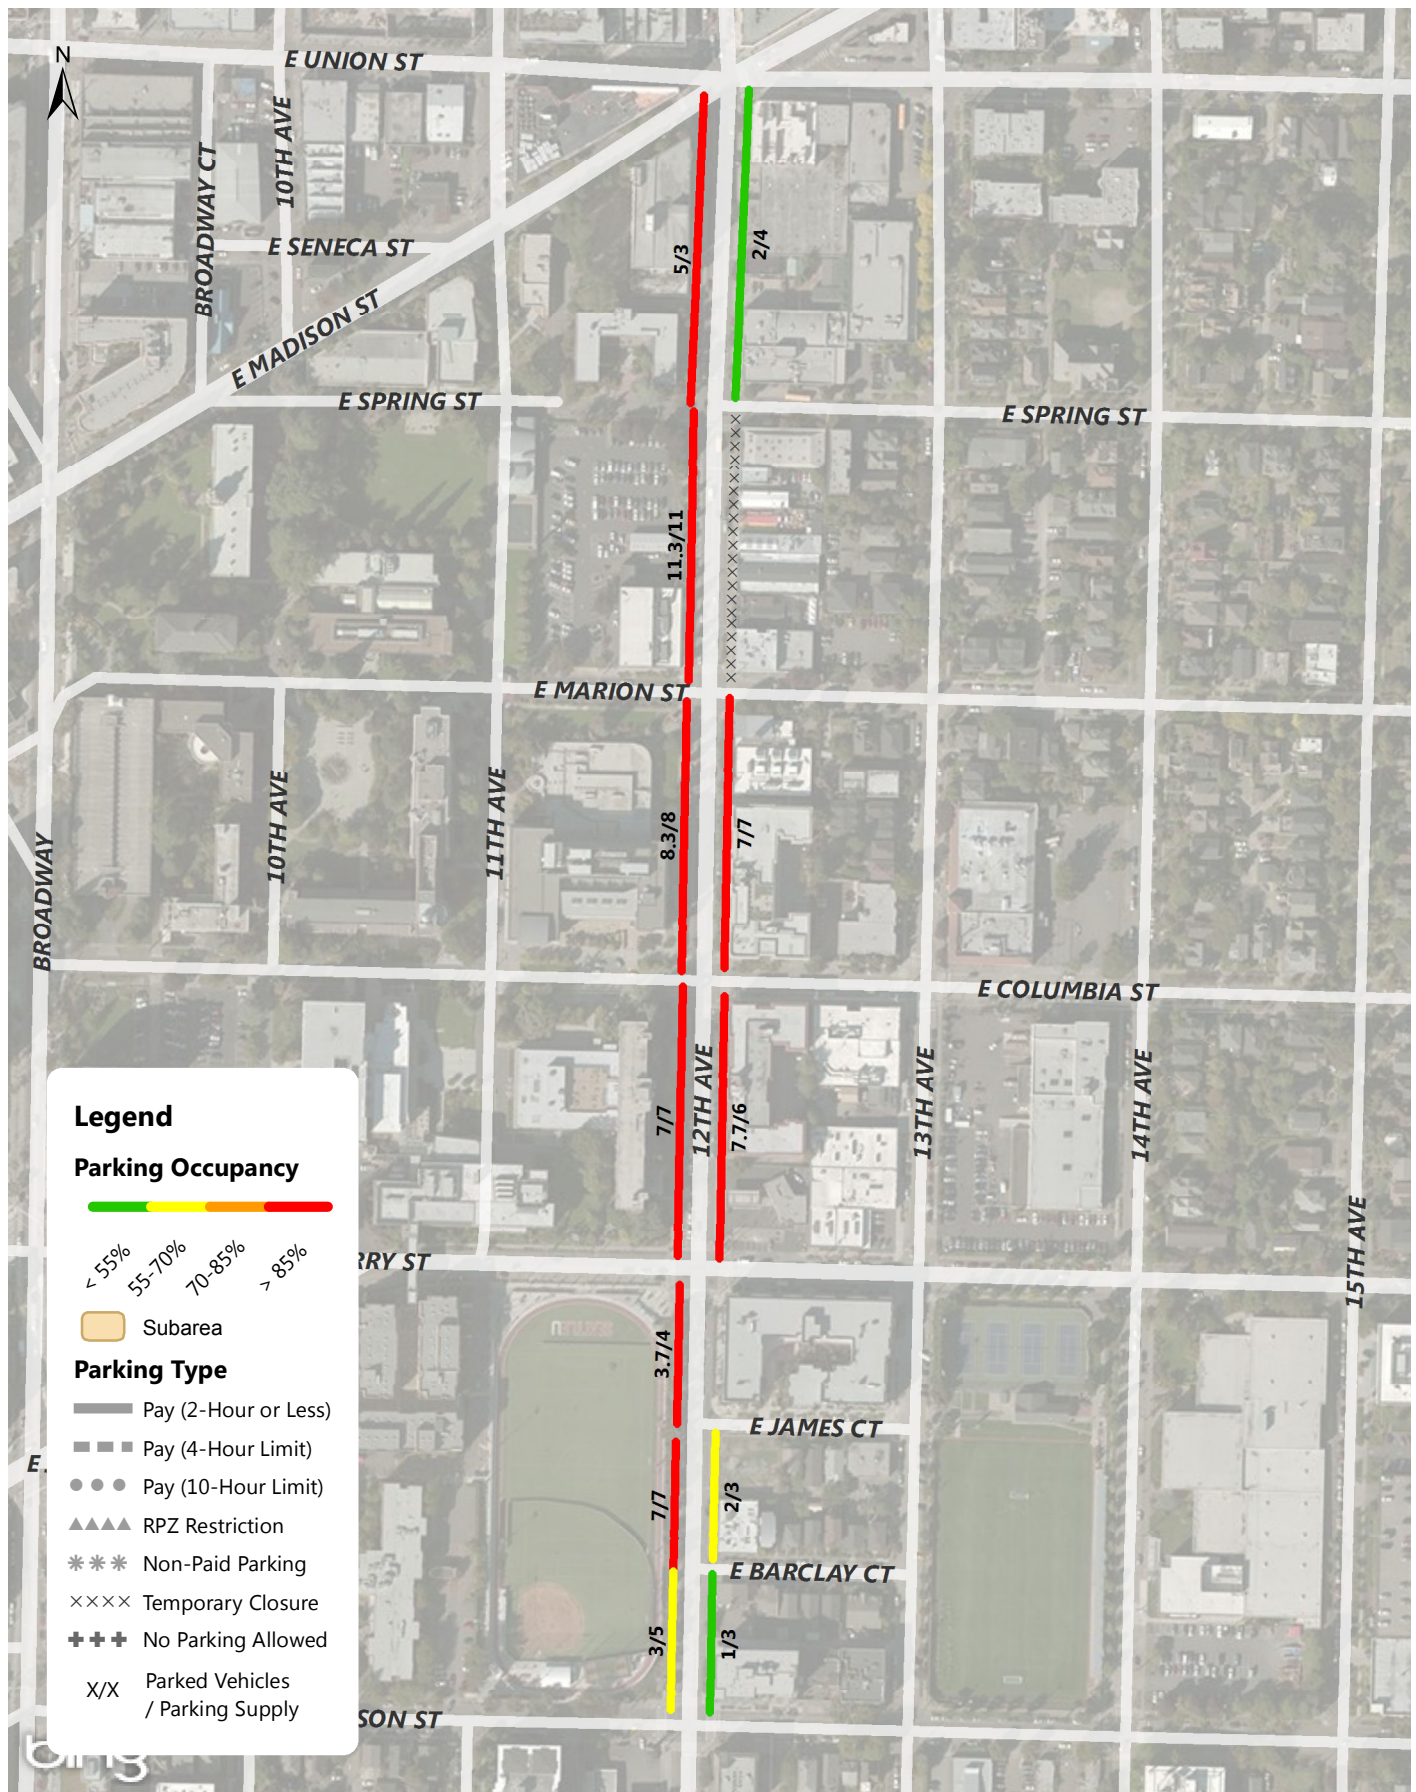 N
E UNION ST
10TH AVE
BROADWAY CT
E SENECA ST
E MADISON ST
E SPRING ST
E SPRING ST
5/3
2/4
11.3/11
E MARION ST
8.3/8
7/7
10TH AVE
11TH AVE
BROADWAY
E COLUMBIA ST
12TH AVE
7/7
7.7/6
13TH AVE
14TH AVE
15TH AVE
RRY ST
3.7/4
E JAMES CT
7/7
2/3
E BARCLAY CT
3/5
1/3
SON ST
E
Legend
Parking Occupancy
< 55%
55-70%
70-85%
> 85%
Subarea
Parking Type
Pay (2-Hour or Less)
Pay (4-Hour Limit)
Pay (10-Hour Limit)
RPZ Restriction
Non-Paid Parking
Temporary Closure
No Parking Allowed
X/X Parked Vehicles
/ Parking Supply
bing